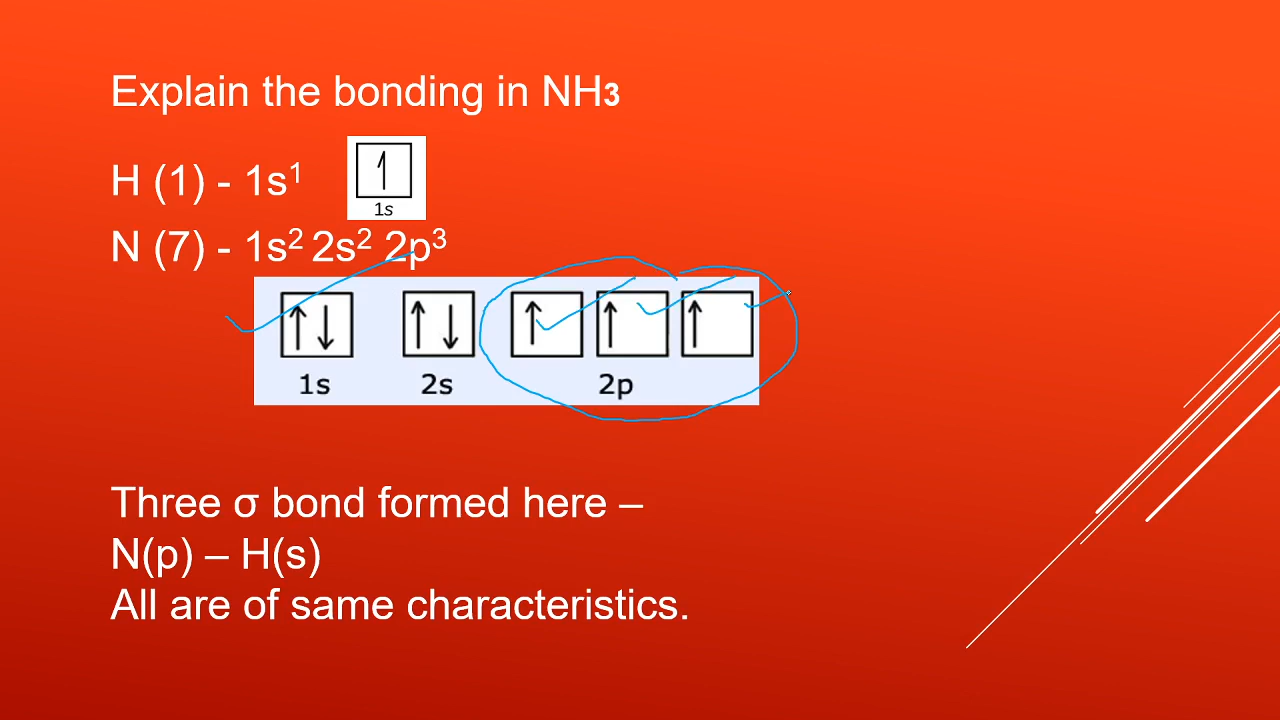 Explain the bonding in NH3
H (1) - 1s¹
1
1s
N (7) - 1s² 2s² 2p³
1s 2s 2p
Three σ bond formed here –
N(p) – H(s)
All are of same characteristics.